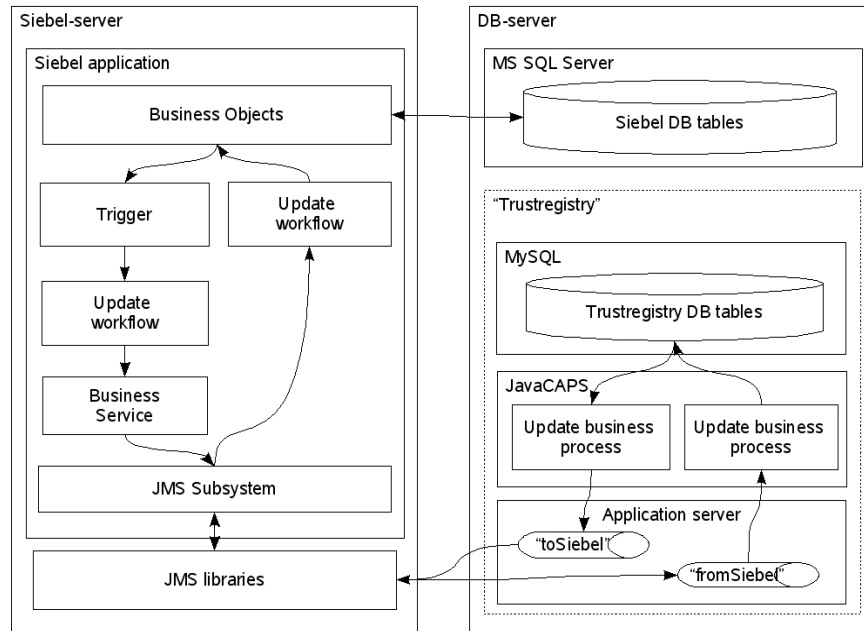 Siebel-server
Siebel application
Business Objects
Trigger
Update
workflow
Update
workflow
Business
Service
JMS Subsystem
JMS libraries
DB-server
MS SQL Server
Siebel DB tables
“Trustregistry”
MySQL
Trustregistry DB tables
JavaCAPS
Update business
process
Update business
process
Application server
“toSiebel”
“fromSiebel”